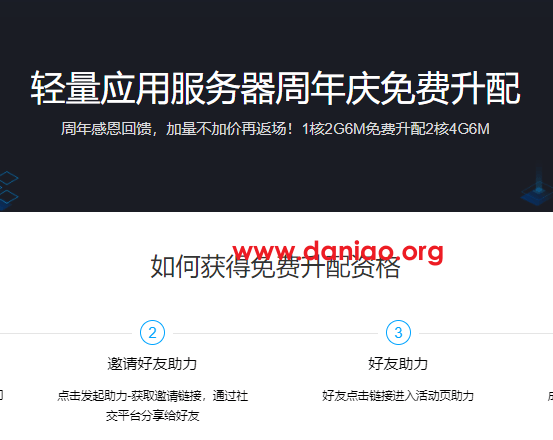 轻量应用服务器周年庆免费升配
周年感恩回馈，加量不加价再返场！1核2G6M免费升配2核4G6M
www.daniao.org
如何获得免费升配资格
2
3
邀请好友助力
好友助力
点击发起助力-获取邀请链接，通过社
交平台分享给好友
好友点击链接进入活动页助力